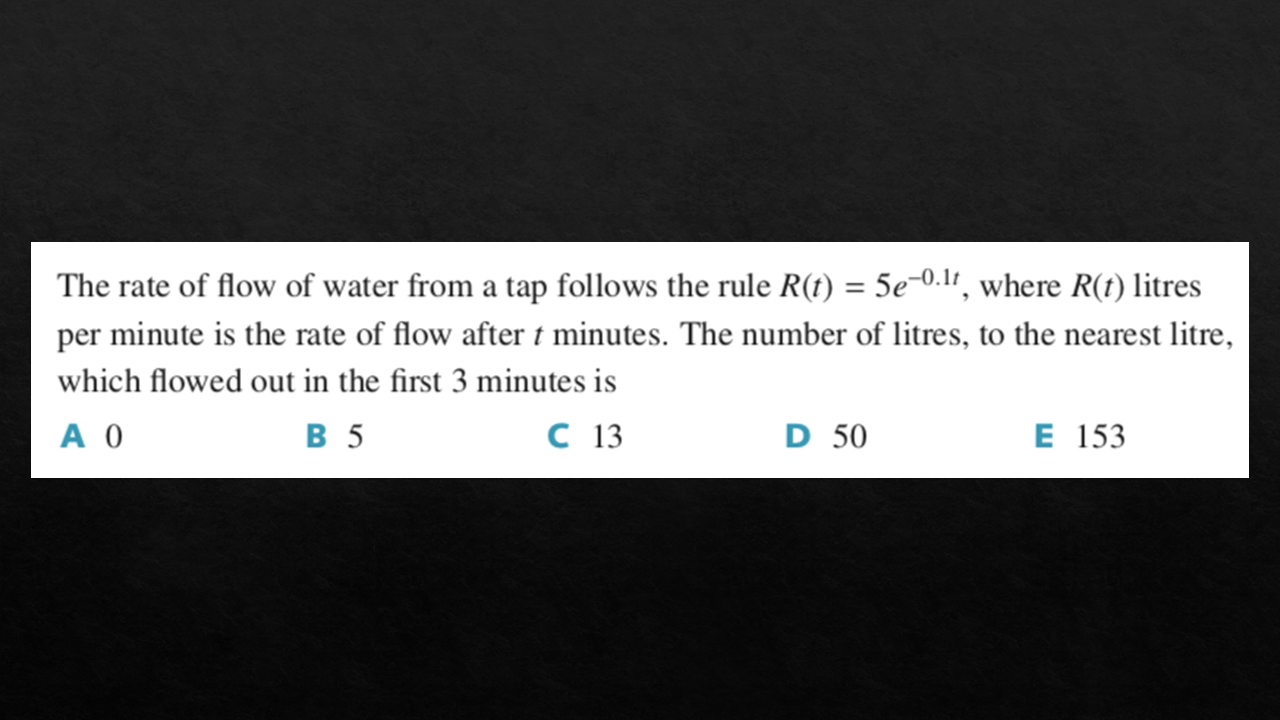 The rate of flow of water from a tap follows the rule R(t) = 5e^{−0.1t}, where R(t) litres
per minute is the rate of flow after t minutes. The number of litres, to the nearest litre,
which flowed out in the first 3 minutes is
A 0 B 5 C 13 D 50 E 153